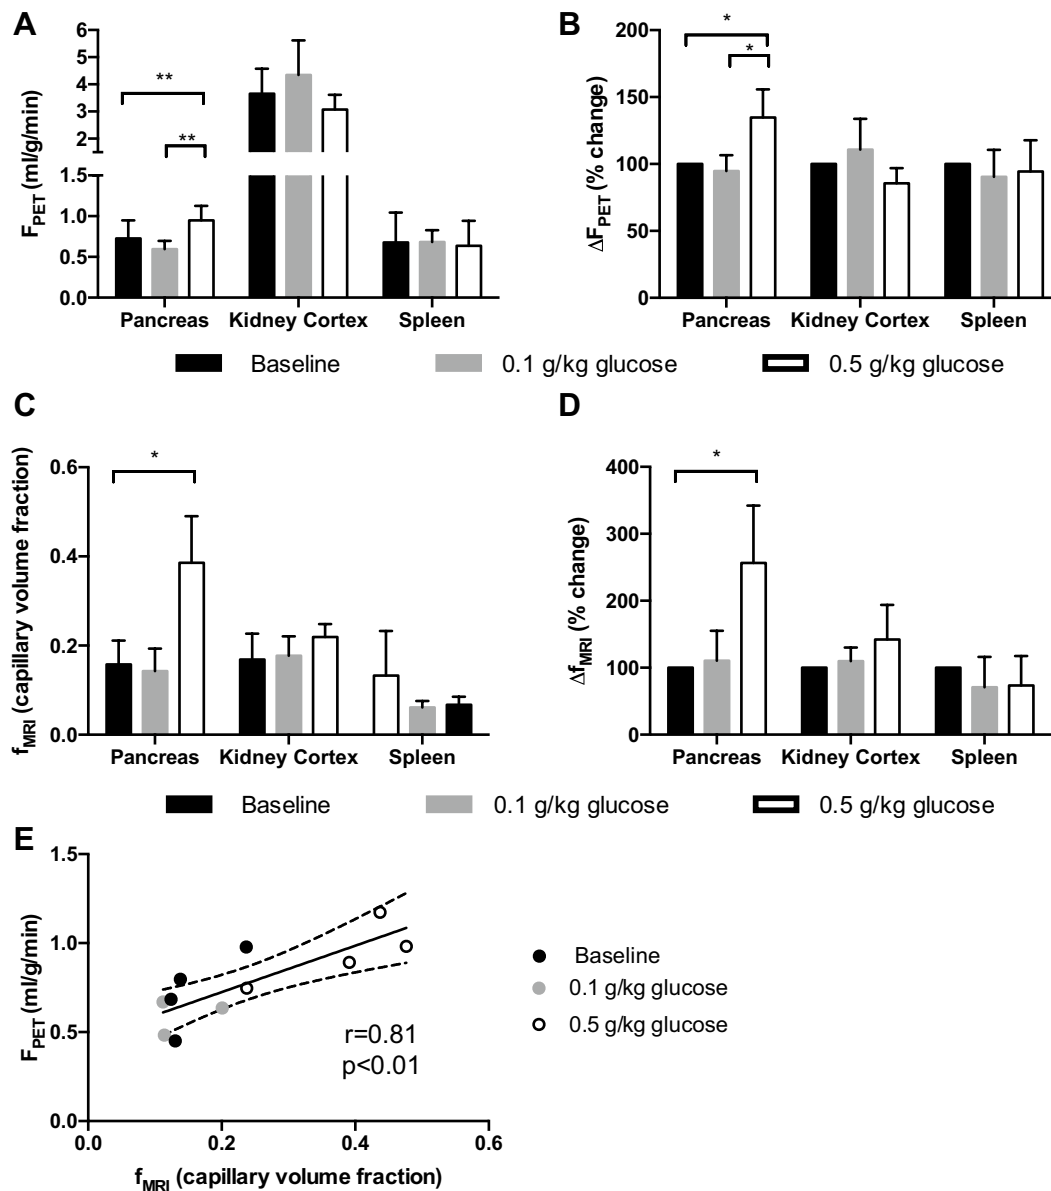 A
F_PET (ml/g/min)
6
5
4
3
2
1.5
1.0
0.5
0.0
**
**
Pancreas Kidney Cortex Spleen
B
ΔF_PET (% change)
200
150
100
50
0
*
*
Pancreas Kidney Cortex Spleen
Baseline 0.1 g/kg glucose 0.5 g/kg glucose
C
f_MRI (capillary volume fraction)
0.6
0.4
0.2
0.0
*
Pancreas Kidney Cortex Spleen
D
Δf_MRI (% change)
400
300
200
100
0
*
Pancreas Kidney Cortex Spleen
Baseline 0.1 g/kg glucose 0.5 g/kg glucose
E
F_PET (ml/g/min)
1.5
1.0
0.5
0.0
r=0.81
p<0.01
0.0 0.2 0.4 0.6
f_MRI (capillary volume fraction)
Baseline
0.1 g/kg glucose
0.5 g/kg glucose